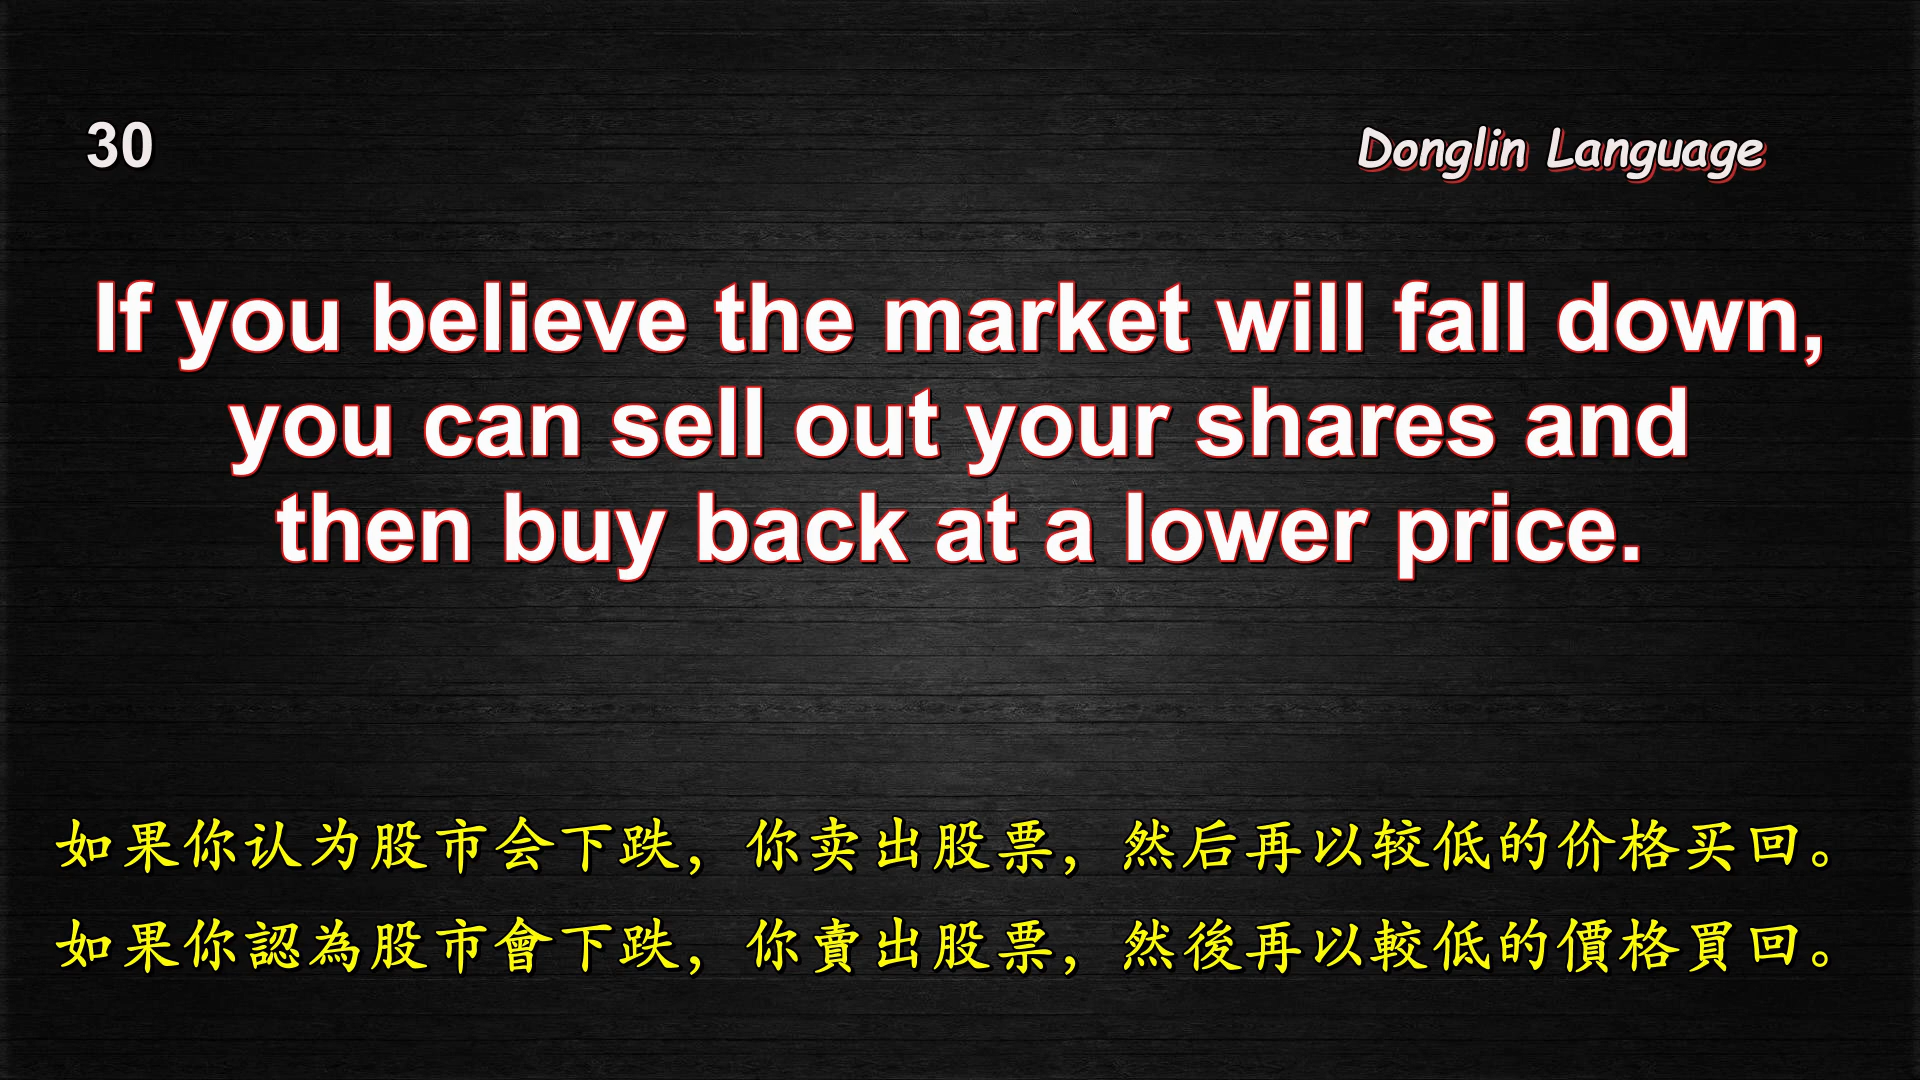 30
Donglin Language
If you believe the market will fall down,
you can sell out your shares and
then buy back at a lower price.
如果你认为股市会下跌，你卖出股票，然后再以较低的价格买回。
如果你認為股市會下跌，你賣出股票，然後再以較低的價格買回。